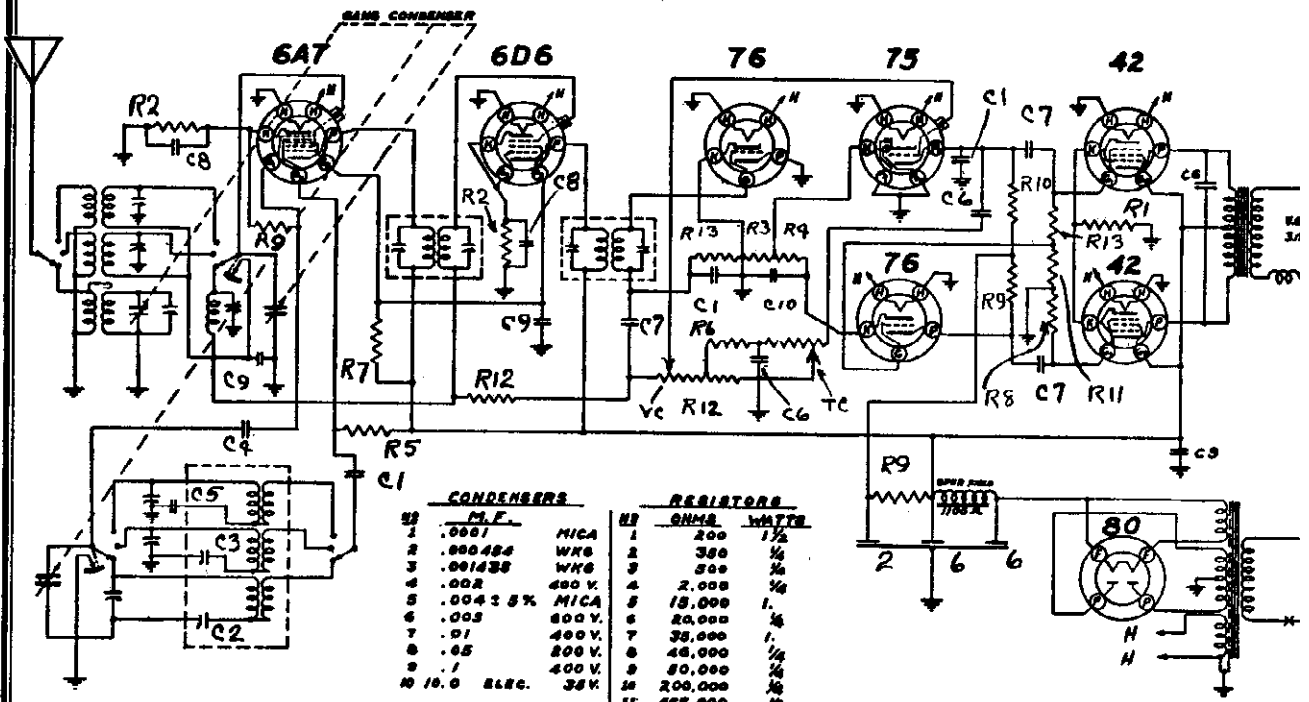 GANG CONDENSER
6A7
6D6
76
75
42
R2
C8
R9
R2
C8
R13
R3
R4
C1
C7
C6
R10
R1
R13
C6
76
42
C9
C4
R7
R12
C9
C7
C1
C10
R6
VC
R12
C6
TC
R9
R8
C7
R11
R5
C1
C5
C3
C2
R9
2
6
6
C9
80
H
H
CONDENSERS
Nº M.F.
1 .0001 MICA
2 WKG
3 WKG
4 .002 400 V.
5 .004 ± 5% MICA
6 .005 600 V.
7 .01 400 V.
8 .05 200 V.
9 .1 400 V.
10 10.0 ELEC. 35 V.
RESISTORS
Nº OHMS WATTS
1 200 1 1/2
2 350 1/4
3 500 1/4
4 2,000 1/4
5 15,000 1.
6 20,000 1/4
7 35,000 1.
8 1/4
9 50,000 1/4
10 200,000 1/4